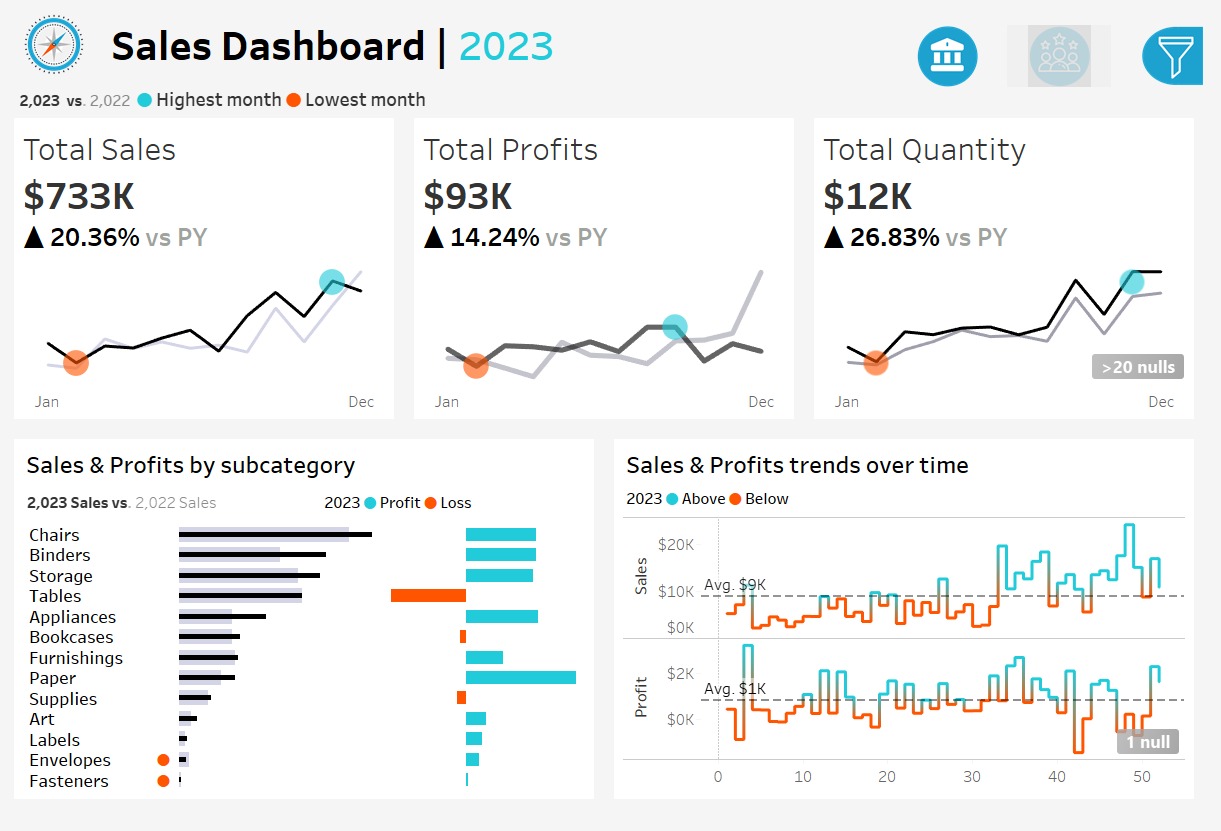 Sales Dashboard | 2023
2,023 vs. 2,022 Highest month Lowest month
Total Sales
$733K
▲ 20.36% vs PY
Jan Dec
Total Profits
$93K
▲ 14.24% vs PY
Jan Dec
Total Quantity
$12K
▲ 26.83% vs PY
>20 nulls
Jan Dec
Sales & Profits by subcategory
2,023 Sales vs. 2,022 Sales 2023 Profit Loss
Chairs
Binders
Storage
Tables
Appliances
Bookcases
Furnishings
Paper
Supplies
Art
Labels
Envelopes
Fasteners
Sales & Profits trends over time
2023 Above Below
Sales
$20K
$10K
$0K
Avg. $9K
Profit
$2K
$0K
Avg. $1K
1 null
0 10 20 30 40 50